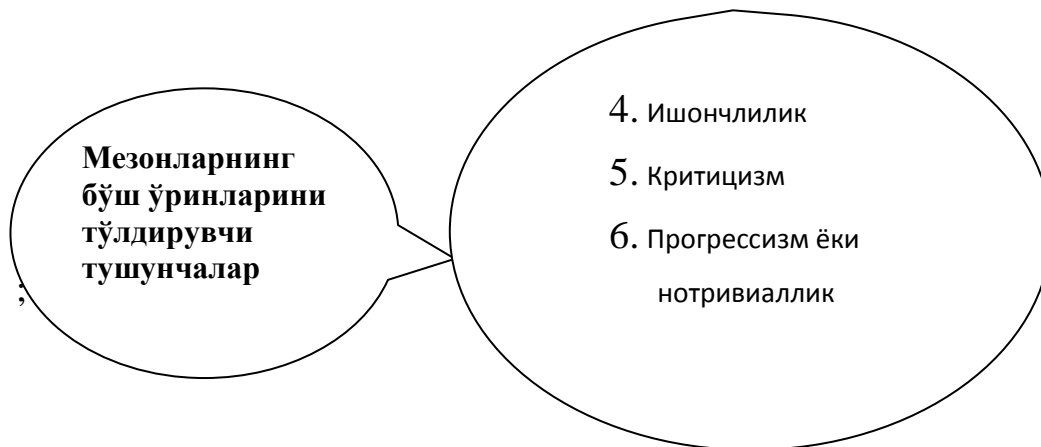 Мезонларнинг
бўш ўринларини
тўлдирувчи
тушунчалар
;
4. Ишончлилик
5. Критицизм
6. Прогрессизм ёки
нотривиаллик